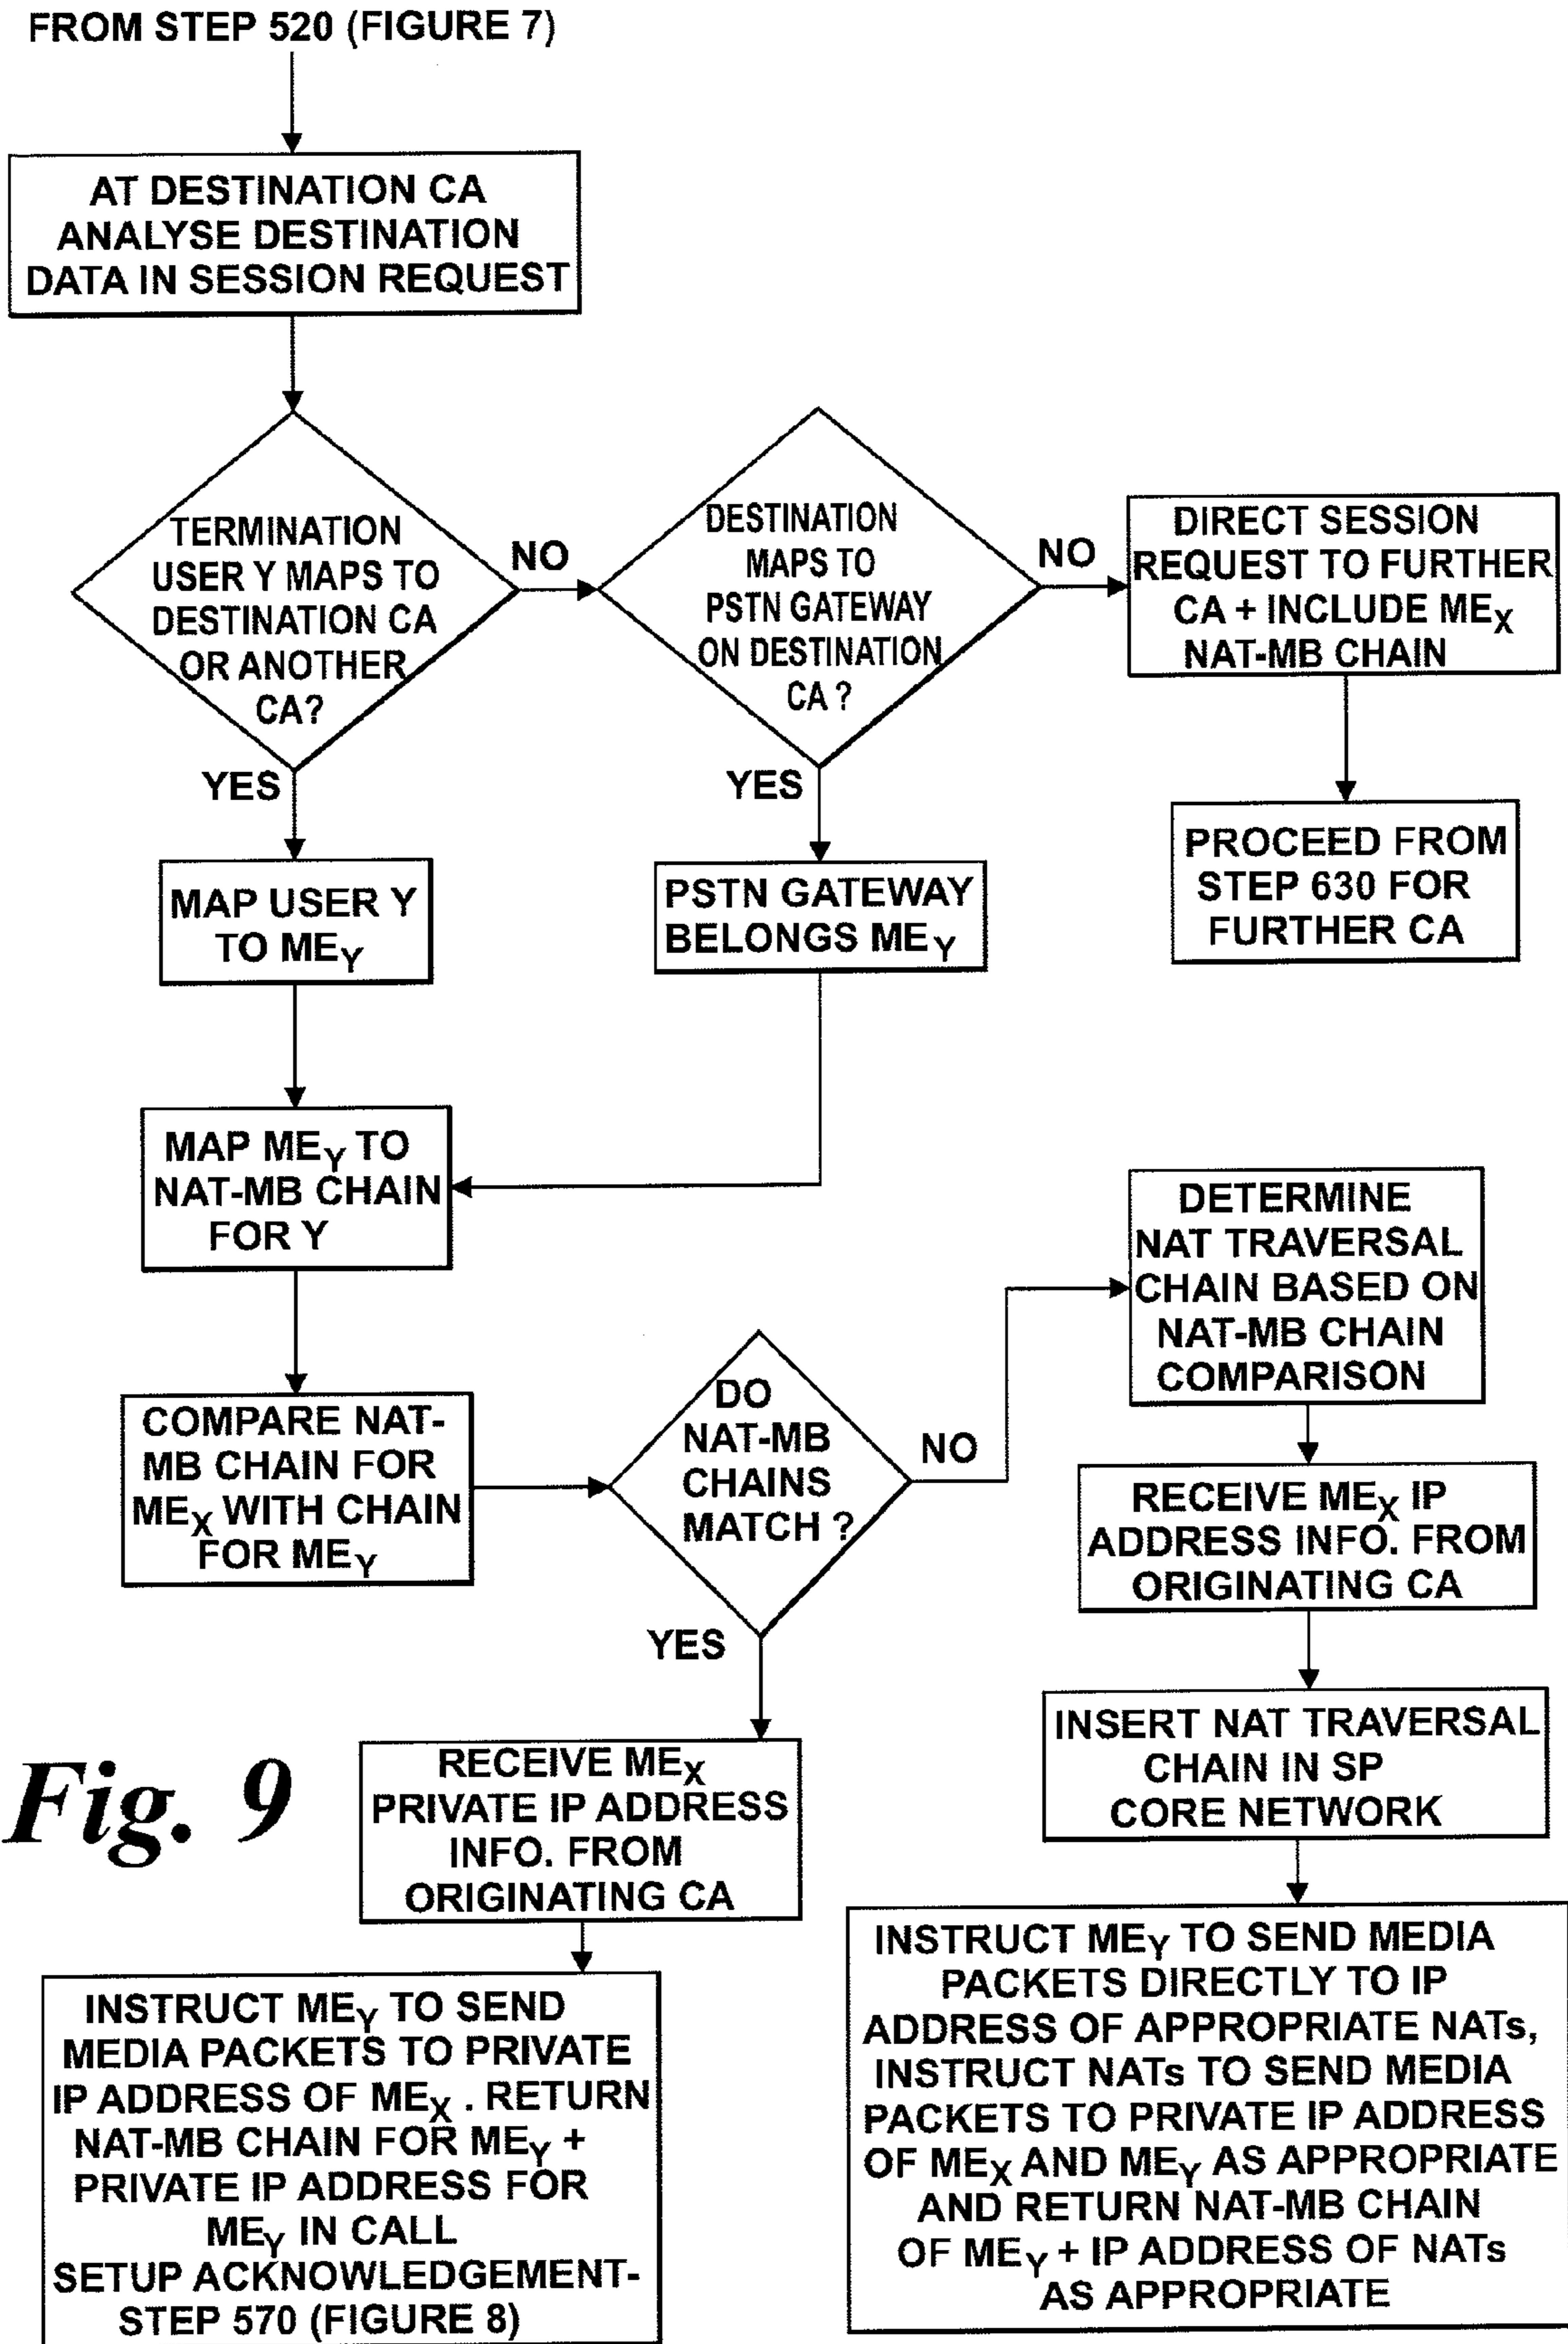 FROM STEP 520 (FIGURE 7)
AT DESTINATION CA
ANALYSE DESTINATION
DATA IN SESSION REQUEST
TERMINATION
USER Y MAPS TO
DESTINATION CA
OR ANOTHER
CA?
NO
YES
DESTINATION
MAPS TO
PSTN GATEWAY
ON DESTINATION
CA ?
NO
YES
DIRECT SESSION
REQUEST TO FURTHER
CA + INCLUDE MEX
NAT-MB CHAIN
PROCEED FROM
STEP 630 FOR
FURTHER CA
MAP USER Y
TO MEY
PSTN GATEWAY
BELONGS MEY
MAP MEY TO
NAT-MB CHAIN
FOR Y
COMPARE NAT-
MB CHAIN FOR
MEX WITH CHAIN
FOR MEY
DO
NAT-MB
CHAINS
MATCH ?
NO
YES
DETERMINE
NAT TRAVERSAL
CHAIN BASED ON
NAT-MB CHAIN
COMPARISON
RECEIVE MEX IP
ADDRESS INFO. FROM
ORIGINATING CA
INSERT NAT TRAVERSAL
CHAIN IN SP
CORE NETWORK
INSTRUCT MEY TO SEND MEDIA
PACKETS DIRECTLY TO IP
ADDRESS OF APPROPRIATE NATs,
INSTRUCT NATs TO SEND MEDIA
PACKETS TO PRIVATE IP ADDRESS
OF MEX AND MEY AS APPROPRIATE
AND RETURN NAT-MB CHAIN
OF MEY + IP ADDRESS OF NATs
AS APPROPRIATE
RECEIVE MEX
PRIVATE IP ADDRESS
INFO. FROM
ORIGINATING CA
INSTRUCT MEY TO SEND
MEDIA PACKETS TO PRIVATE
IP ADDRESS OF MEX . RETURN
NAT-MB CHAIN FOR MEY +
PRIVATE IP ADDRESS FOR
MEY IN CALL
SETUP ACKNOWLEDGEMENT-
STEP 570 (FIGURE 8)
Fig. 9